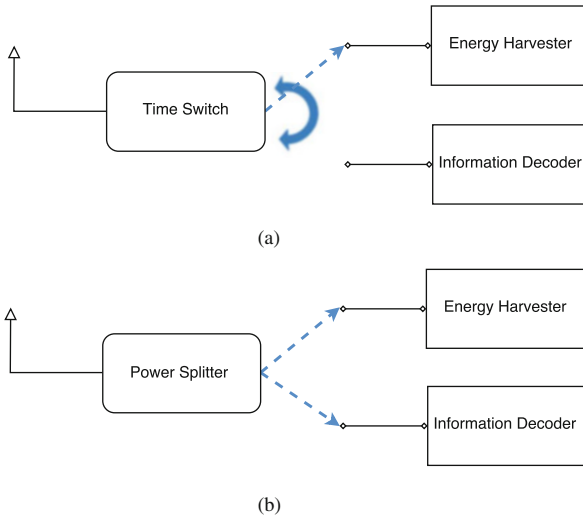 Energy Harvester
Time Switch
Information Decoder
(a)
Energy Harvester
Power Splitter
Information Decoder
(b)